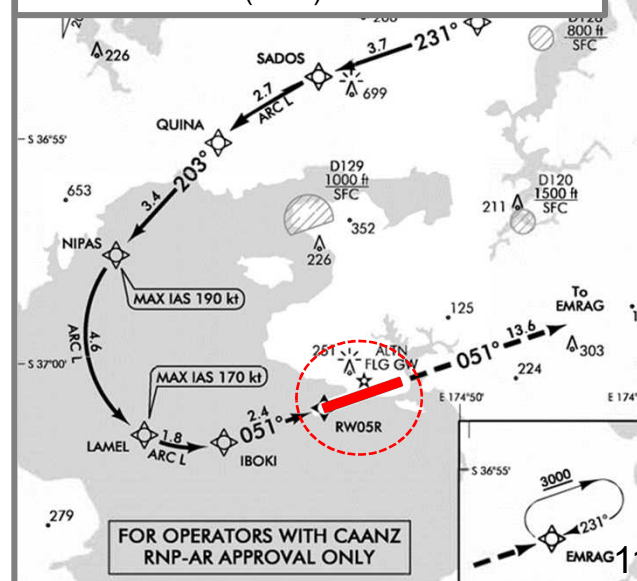 231°
3.7
D128
800 ft
SFC
226
SADOS
699
2.7
ARC L
QUINA
S 36°55'
203°
3.4
653
D129
1000 ft
SFC
352
226
D120
1500 ft
SFC
211
NIPAS
MAX IAS 190 kt
4.6
ARC L
To
EMRAG
125
13.6
051°
303
251
ALTN
FLG GW
224
S 37°00'
E 174°50'
MAX IAS 170 kt
LAMEL
1.8
ARC L
IBOKI
051°
2.4
RW05R
S 36°55'
3000
231°
EMRAG
279
FOR OPERATORS WITH CAANZ
RNP-AR APPROVAL ONLY